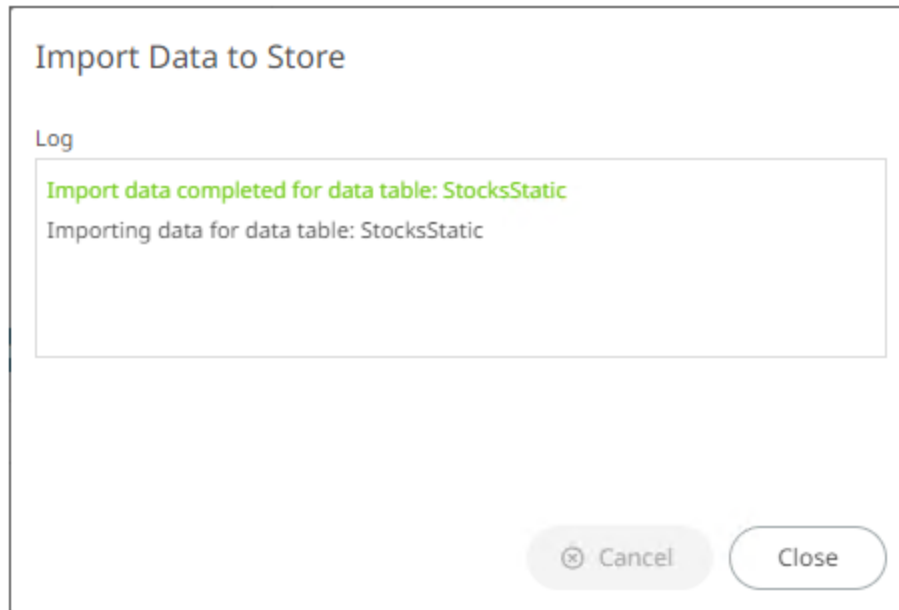 Import Data to Store
Log
Import data completed for data table: StocksStatic
Importing data for data table: StocksStatic
Cancel
Close